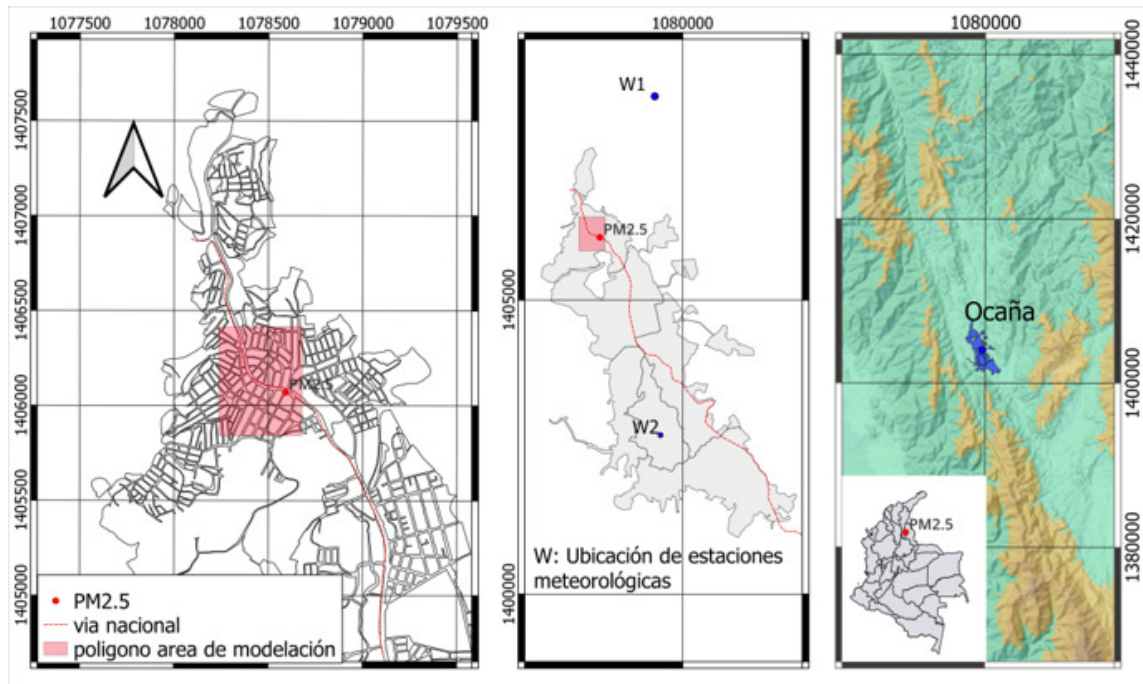 1077500 1078000 1078500 1079000 1079500
1407500
1407000
1406500
1406000
1405500
1405000
PM2.5
PM2.5
via nacional
poligono area de modelación
1080000
1405000
1400000
W1
PM2.5
W2
W: Ubicación de estaciones
meteorológicas
1080000
1440000
1420000
1400000
1380000
Ocaña
PM2.5